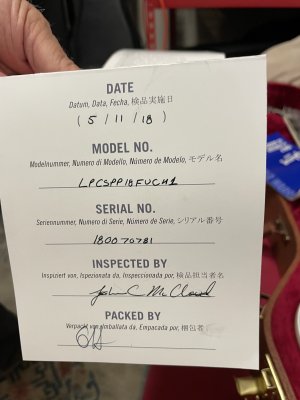 DATE
Datum, Data, Fecha, 検品実施日
( 5 / 11 / 18 )
MODEL NO.
Modelnummer, Numero di Modello, Número de Modelo, モデル名
LPCSPP18FUCH1
SERIAL NO.
Seriennummer, Numero di Serie, Número de Serie, シリアル番号
180070781
INSPECTED BY
Inspiziert von, Ispezionata da, Inspeccionada por, 検品担当者名
John C McCloud
PACKED BY
Verpackt von, Imballata da, Empacada por, 梱包者